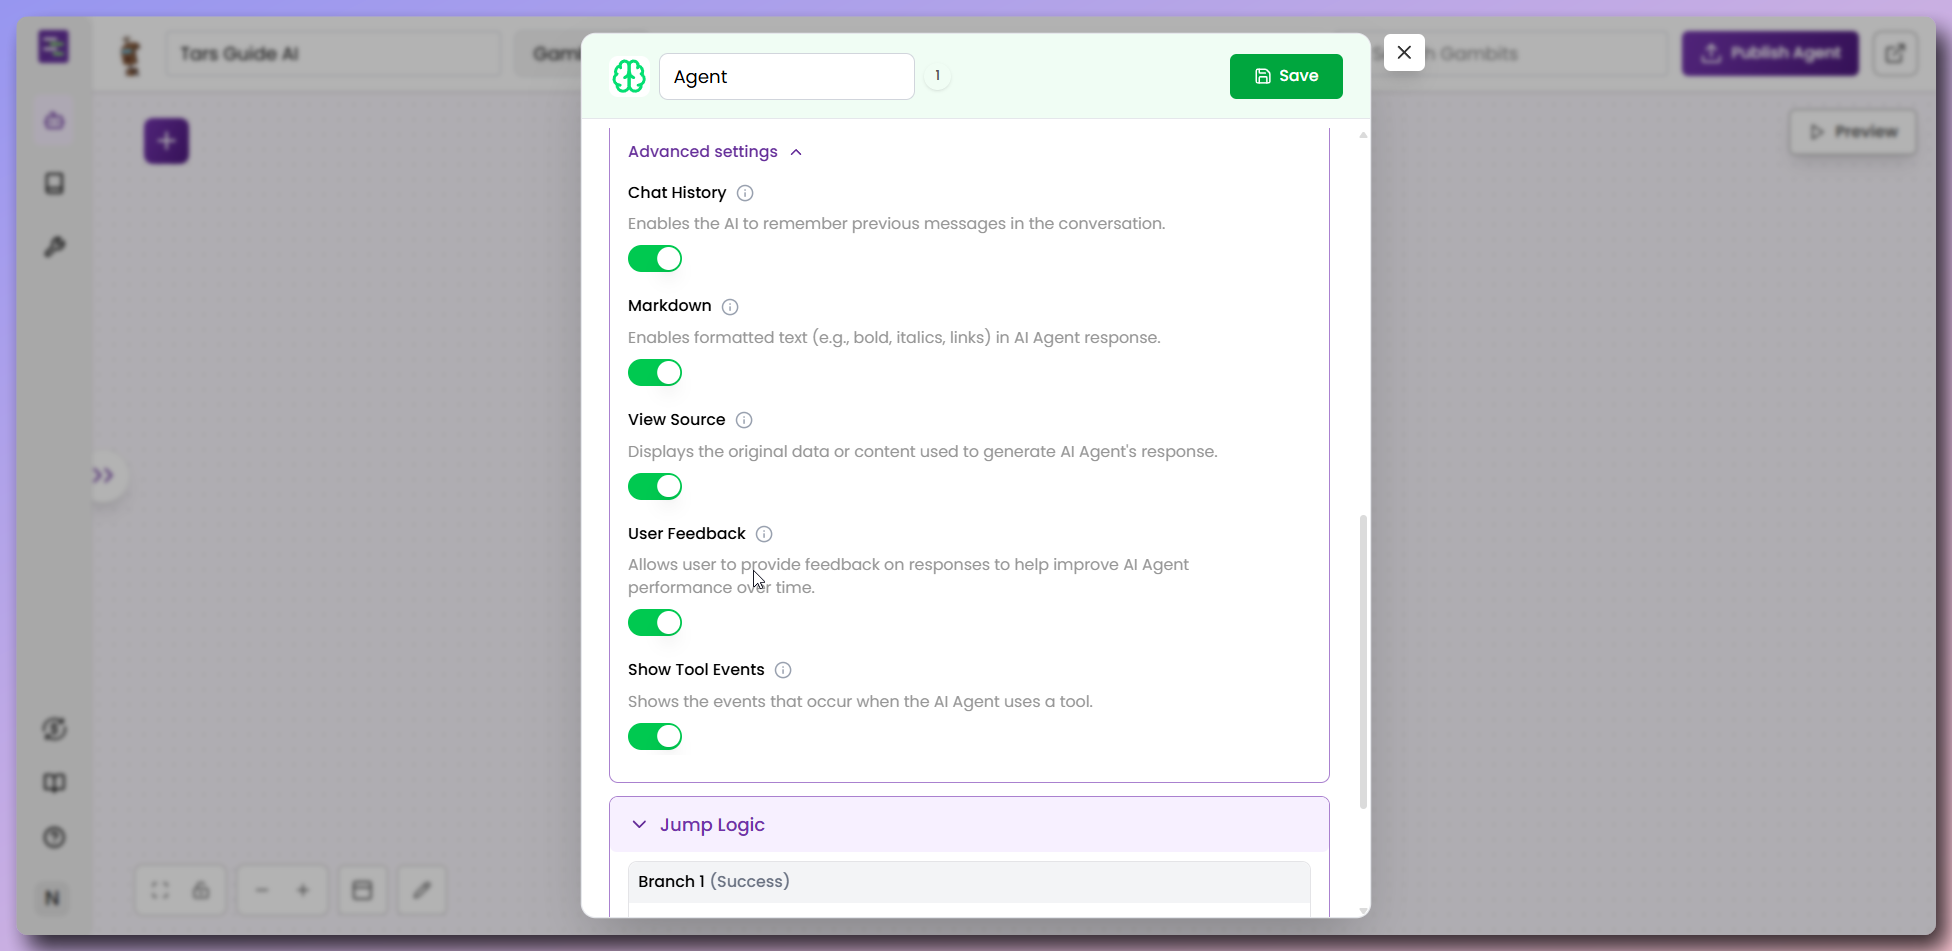 Tars Guide AI
Agent
1
Save
Gambits
Publish Agent
Preview
Advanced settings
Chat History
Enables the AI to remember previous messages in the conversation.
Markdown
Enables formatted text (e.g., bold, italics, links) in AI Agent response.
View Source
Displays the original data or content used to generate AI Agent's response.
User Feedback
Allows user to provide feedback on responses to help improve AI Agent
performance over time.
Show Tool Events
Shows the events that occur when the AI Agent uses a tool.
Jump Logic
Branch 1 (Success)
N